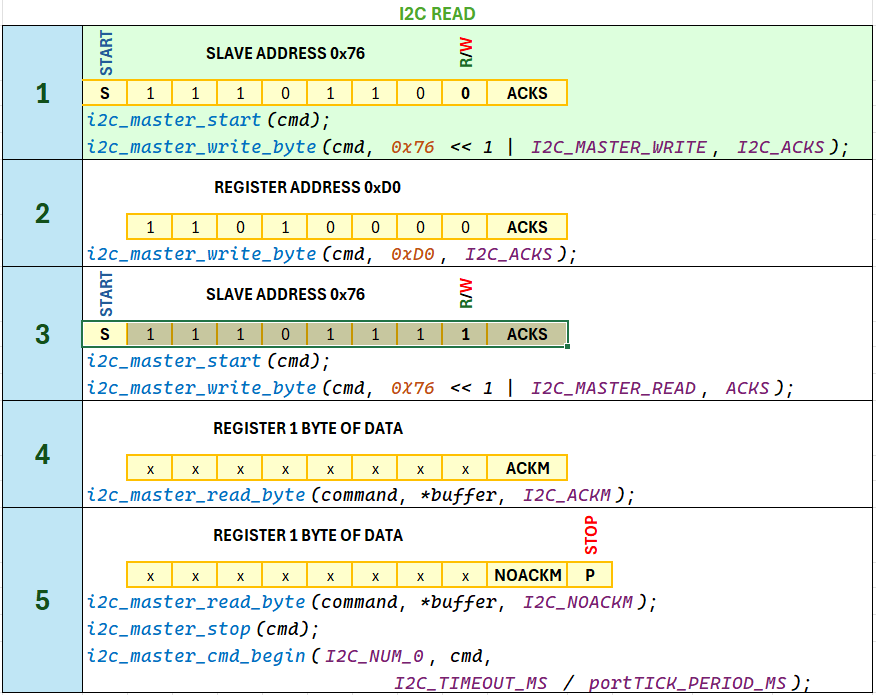 I2C READ
START
SLAVE ADDRESS 0x76
R/W
1
S 1 1 1 0 1 1 0 0 ACKS
i2c_master_start(cmd);
i2c_master_write_byte(cmd, 0x76 << 1 | I2C_MASTER_WRITE, I2C_ACKS);
REGISTER ADDRESS 0xD0
2
1 1 0 1 0 0 0 0 ACKS
i2c_master_write_byte(cmd, 0xD0, I2C_ACKS);
START
SLAVE ADDRESS 0x76
R/W
3
S 1 1 1 0 1 1 1 1 ACKS
i2c_master_start(cmd);
i2c_master_write_byte(cmd, 0X76 << 1 | I2C_MASTER_READ, ACKS);
REGISTER 1 BYTE OF DATA
4
x x x x x x x x ACKM
i2c_master_read_byte(command, *buffer, I2C_ACKM);
REGISTER 1 BYTE OF DATA
STOP
5
x x x x x x x x NOACKM P
i2c_master_read_byte(command, *buffer, I2C_NOACKM);
i2c_master_stop(cmd);
i2c_master_cmd_begin(I2C_NUM_0, cmd,
I2C_TIMEOUT_MS / portTICK_PERIOD_MS);